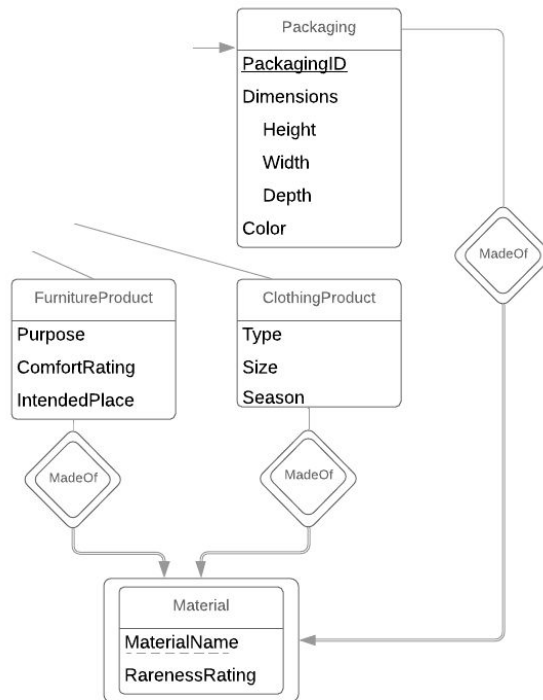 Packaging
PackagingID
Dimensions
Height
Width
Depth
Color
MadeOf
FurnitureProduct
Purpose
ComfortRating
IntendedPlace
ClothingProduct
Type
Size
Season
MadeOf
MadeOf
Material
MaterialName
RarenessRating